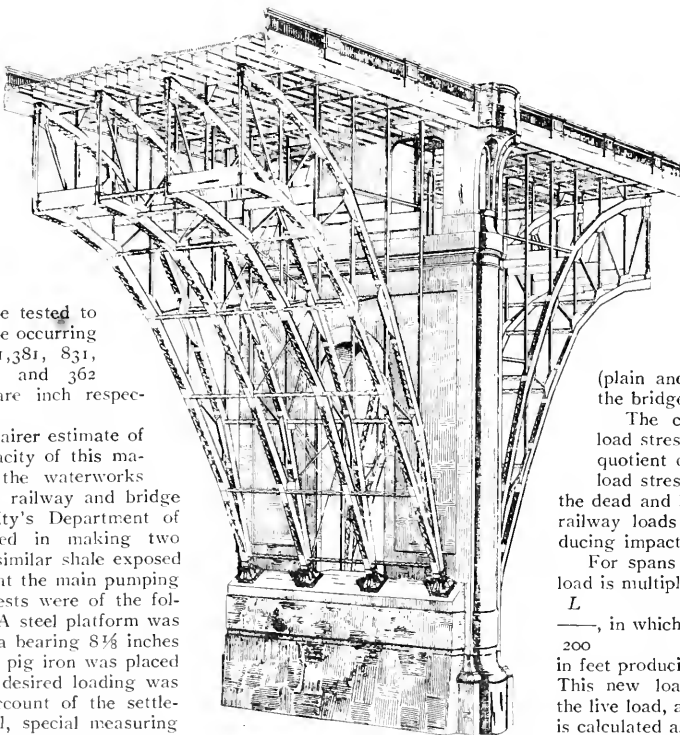 e tested to
e occurring
1,381, 831,
and 362
are inch respec-
airer estimate of
acity of this ma-
the waterworks
railway and bridge
ity's Department of
ed in making two
similar shale exposed
at the main pumping
ests were of the fol-
A steel platform was
a bearing 8⅛ inches
pig iron was placed
desired loading was
count of the settle-
l, special measuring
(plain and
the bridge
The c
load stres
quotient o
load stres
the dead and l
railway loads
ducing impact
For spans
load is multipl
L
——, in which
200
in feet produci
This new loa
the live load, a
is calculated a